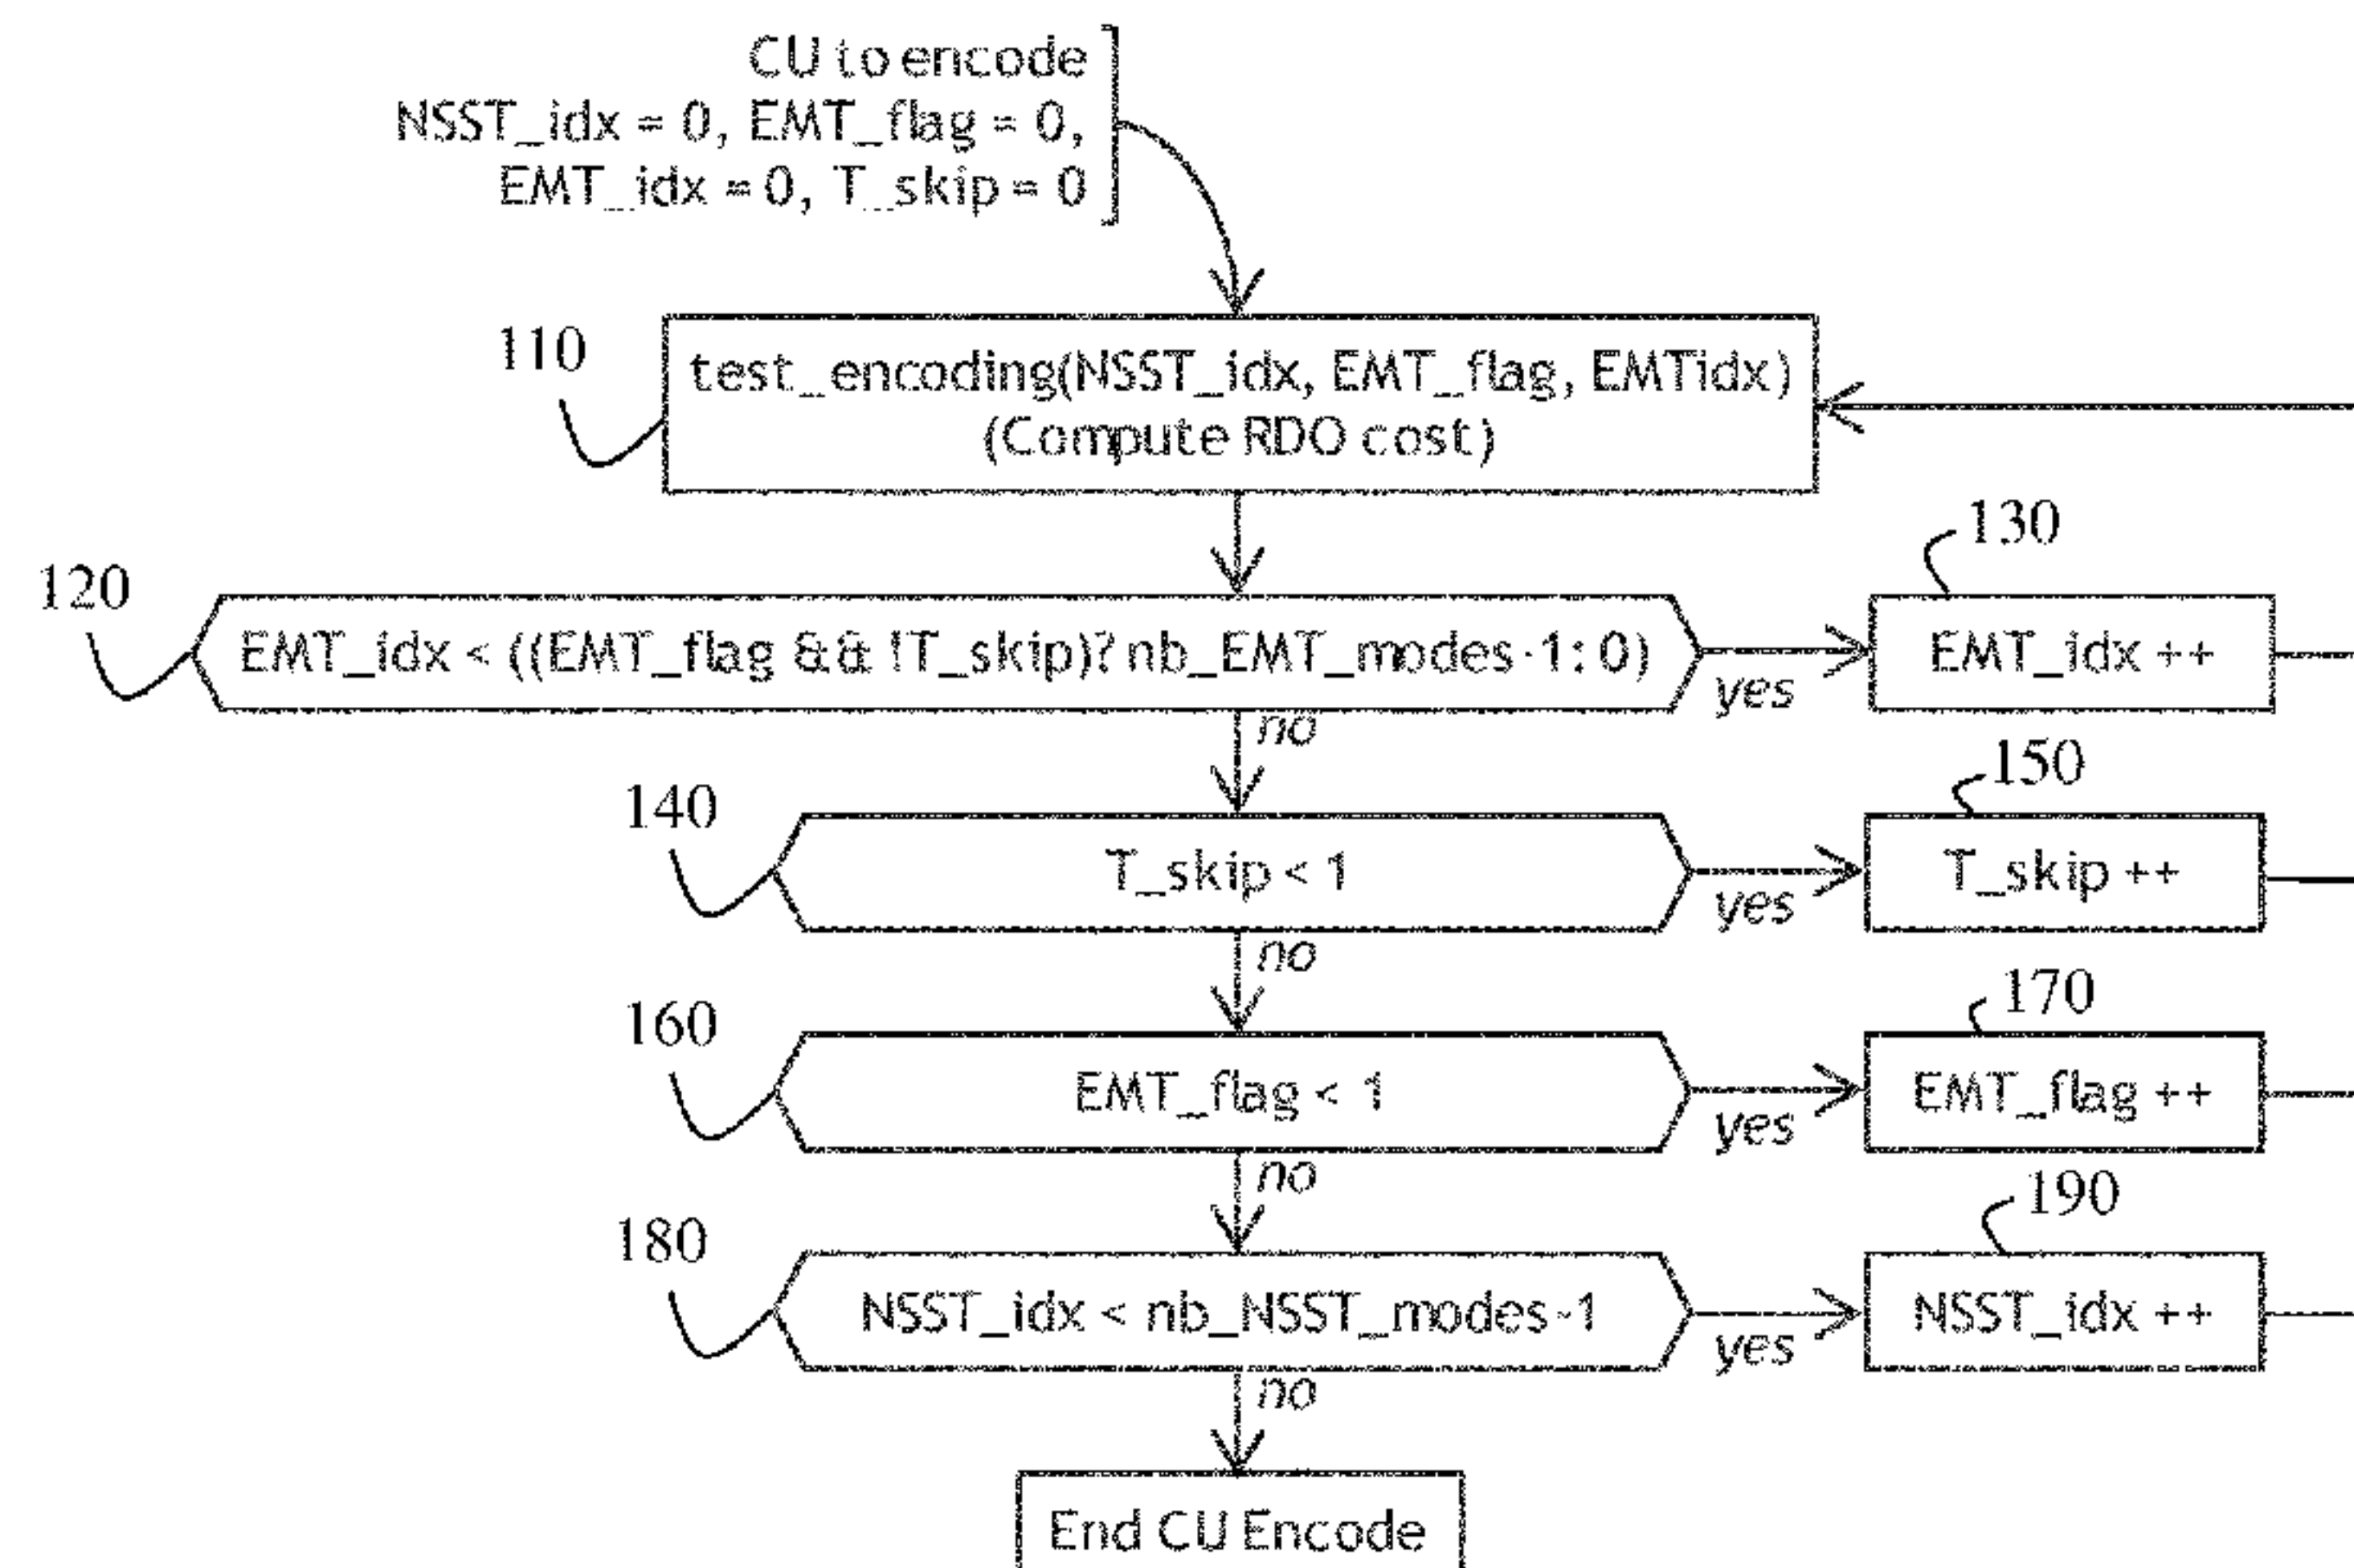 CU to encode
NSST_idx = 0, EMT_flag = 0,
EMT_idx = 0, T_skip = 0
110
test_encoding(NSST_idx, EMT_flag, EMTidx)
(Compute RDO cost)
130
120
EMT_idx < ((EMT_flag && !T_skip)? nb_EMT_modes-1: 0)
yes
EMT_idx ++
no
150
140
T_skip < 1
yes
T_skip ++
no
170
160
EMT_flag < 1
yes
EMT_flag ++
no
190
180
NSST_idx < nb_NSST_modes-1
yes
NSST_idx ++
no
End CU Encode